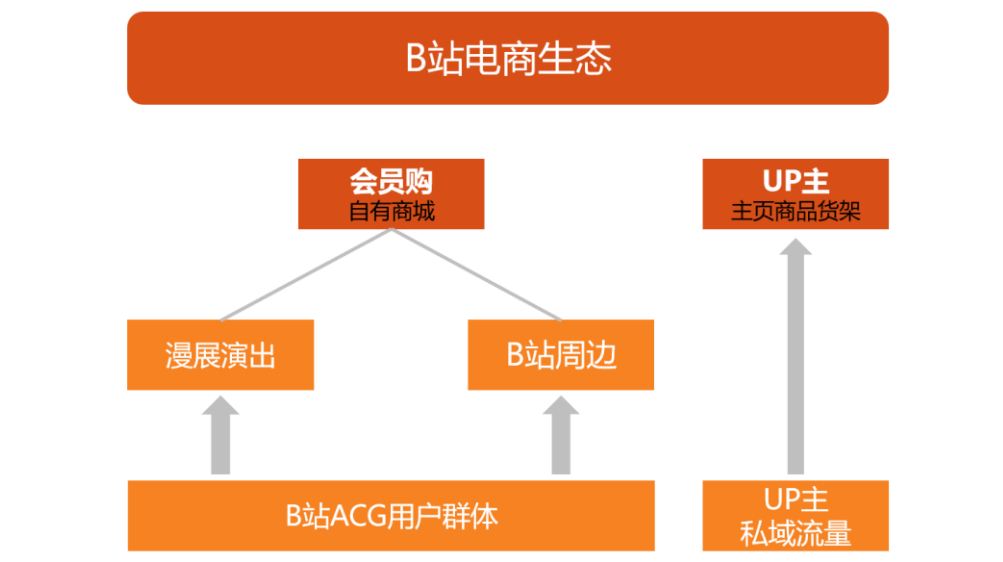 B站电商生态
会员购
自有商城
UP主
主页商品货架
漫展演出
B站周边
B站ACG用户群体
UP主
私域流量